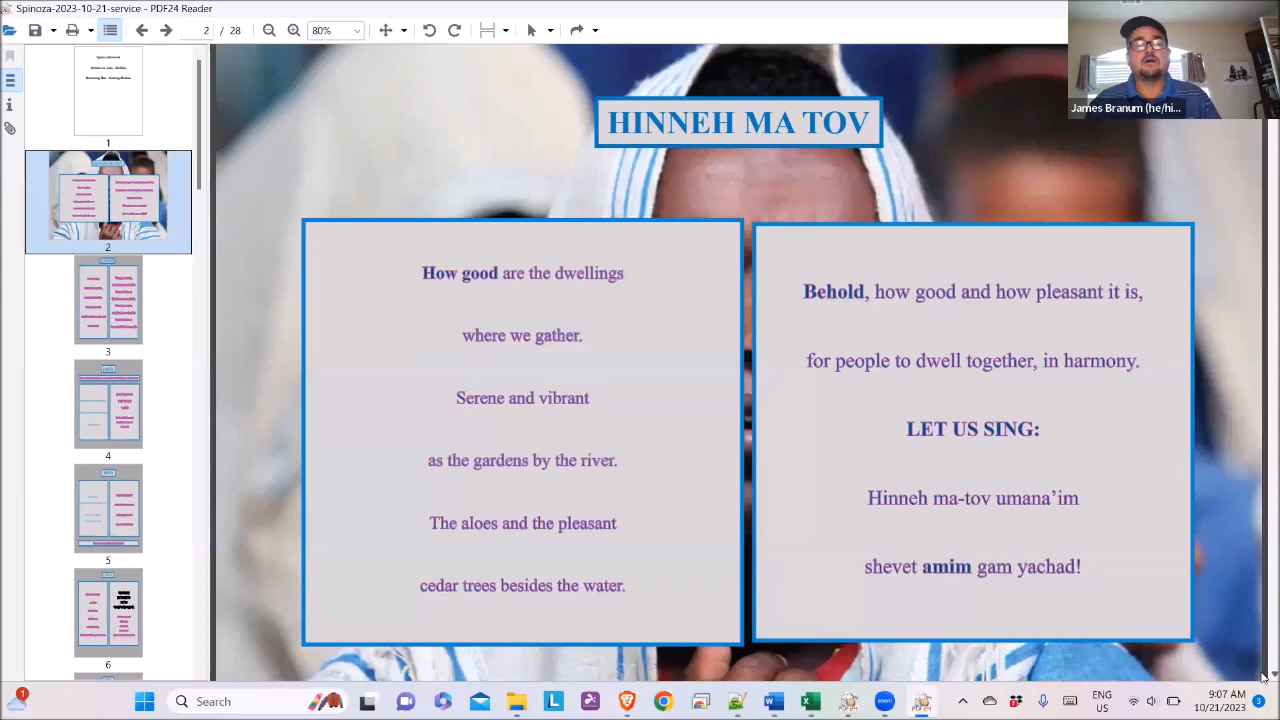 Spinoza-2023-10-21-service - PDF24 Reader
2 / 28
80%
James Branum (he/hi...
HINNEH MA TOV
How good are the dwellings
where we gather.
Serene and vibrant
as the gardens by the river.
The aloes and the pleasant
cedar trees besides the water.
Behold, how good and how pleasant it is,
for people to dwell together, in harmony.
LET US SING:
Hinneh ma-tov umana’im
shevet amim gam yachad!
1
2
3
4
5
6
1
Search
zoom
ENG
US
9:07 AM
10/21/2023
3